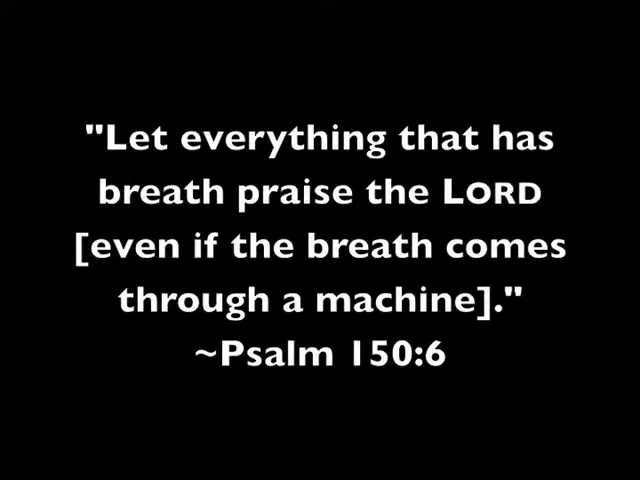 "Let everything that has
breath praise the LORD
[even if the breath comes
through a machine]."
~Psalm 150:6